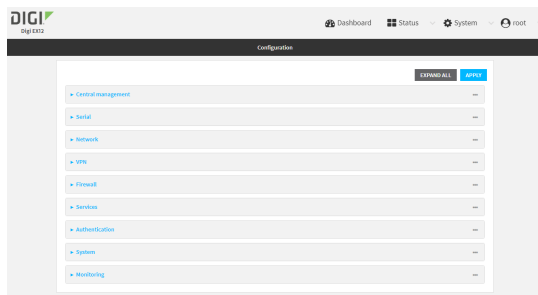 DIGI.
Digi EX12
Dashboard Status System root
Configuration
EXPAND ALL APPLY
Central management
Serial
Network
VPN
Firewall
Services
Authentication
System
Monitoring